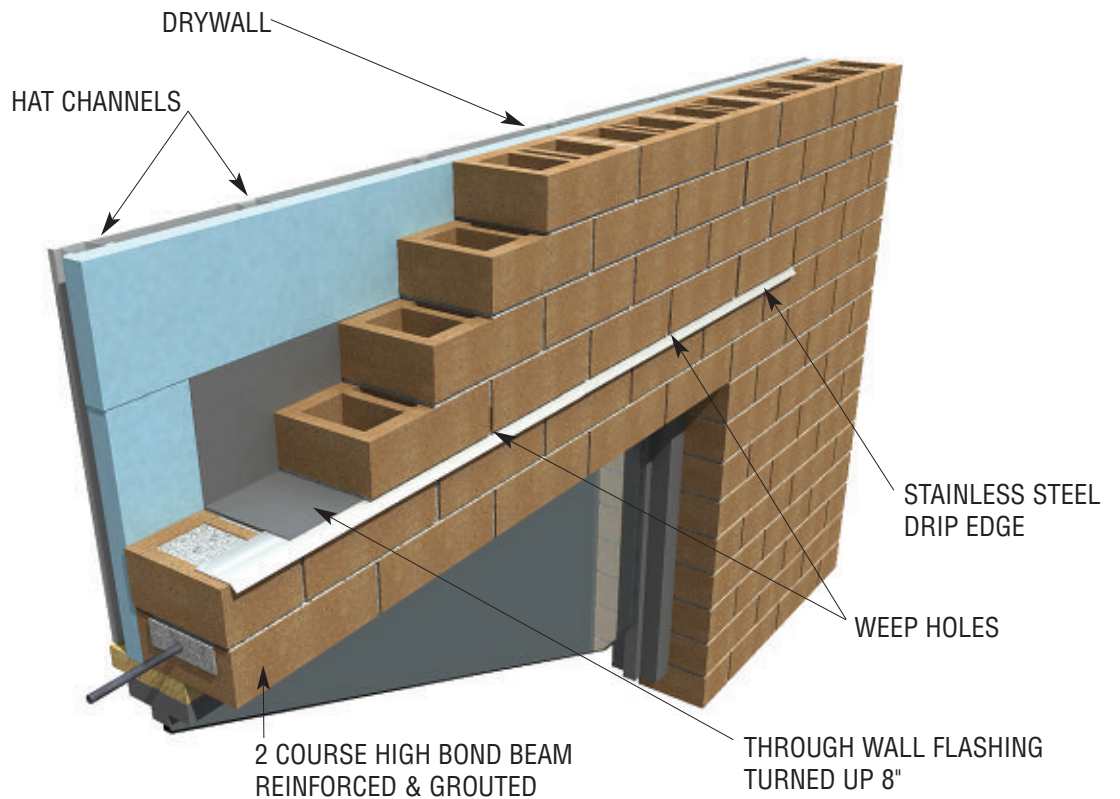 DRYWALL
HAT CHANNELS
STAINLESS STEEL
DRIP EDGE
WEEP HOLES
2 COURSE HIGH BOND BEAM
REINFORCED & GROUTED
THROUGH WALL FLASHING
TURNED UP 8"